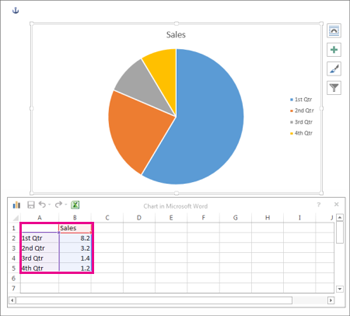 Sales
1st Qtr
2nd Qtr
3rd Qtr
4th Qtr
Chart in Microsoft Word
A B C D E F G H I J
1 Sales
2 1st Qtr 8.2
3 2nd Qtr 3.2
4 3rd Qtr 1.4
5 4th Qtr 1.2
6
7